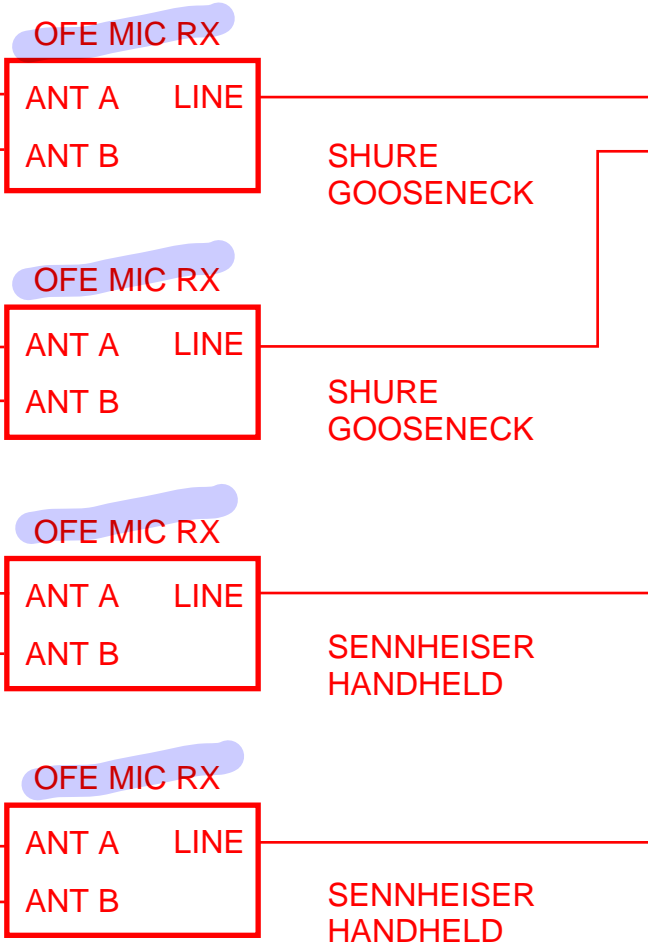 OFE MIC RX
ANT A LINE
ANT B
SHURE
GOOSENECK
OFE MIC RX
ANT A LINE
ANT B
SHURE
GOOSENECK
OFE MIC RX
ANT A LINE
ANT B
SENNHEISER
HANDHELD
OFE MIC RX
ANT A LINE
ANT B
SENNHEISER
HANDHELD